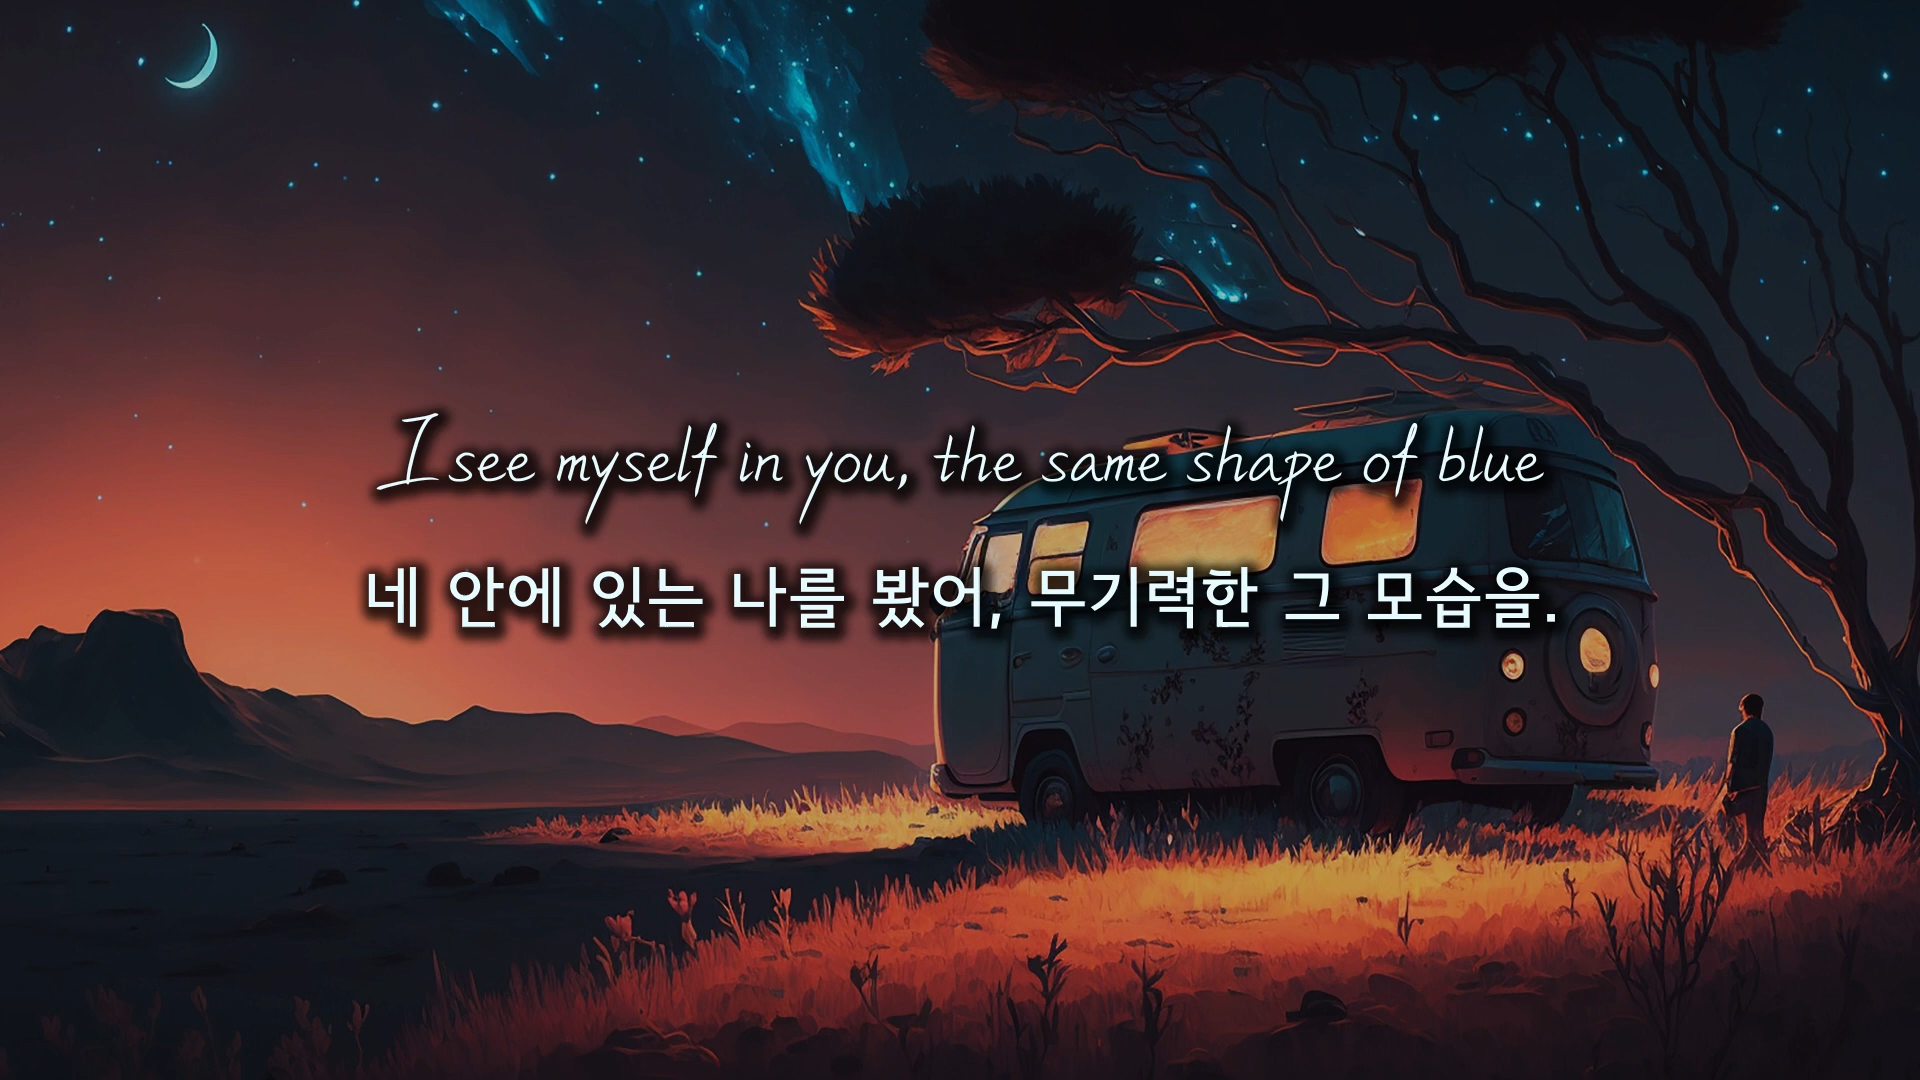 I see myself in you, the same shape of blue
네 안에 있는 나를 봤어, 무기력한 그 모습을.